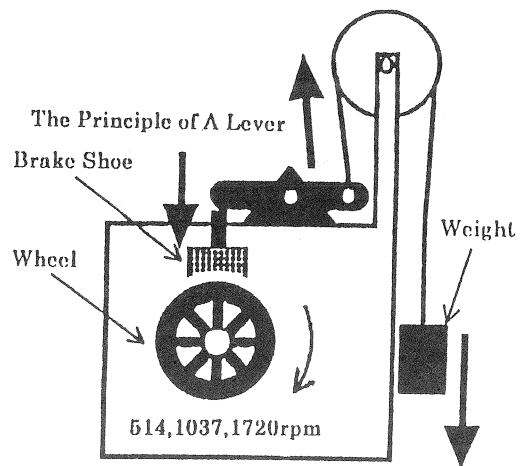 The Principle of A Lever
Brake Shoe
Weight
Wheel
514,1037,1720rpm